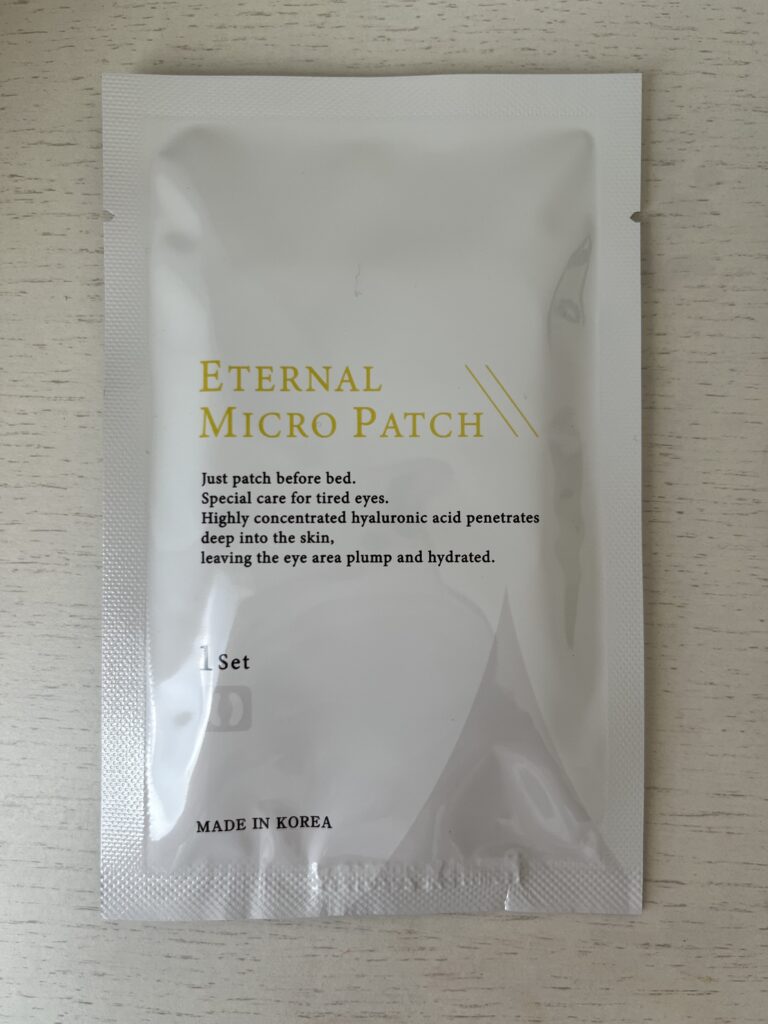 ETERNAL
MICRO PATCH
Just patch before bed.
Special care for tired eyes.
Highly concentrated hyaluronic acid penetrates
deep into the skin,
leaving the eye area plump and hydrated.
1 Set
MADE IN KOREA